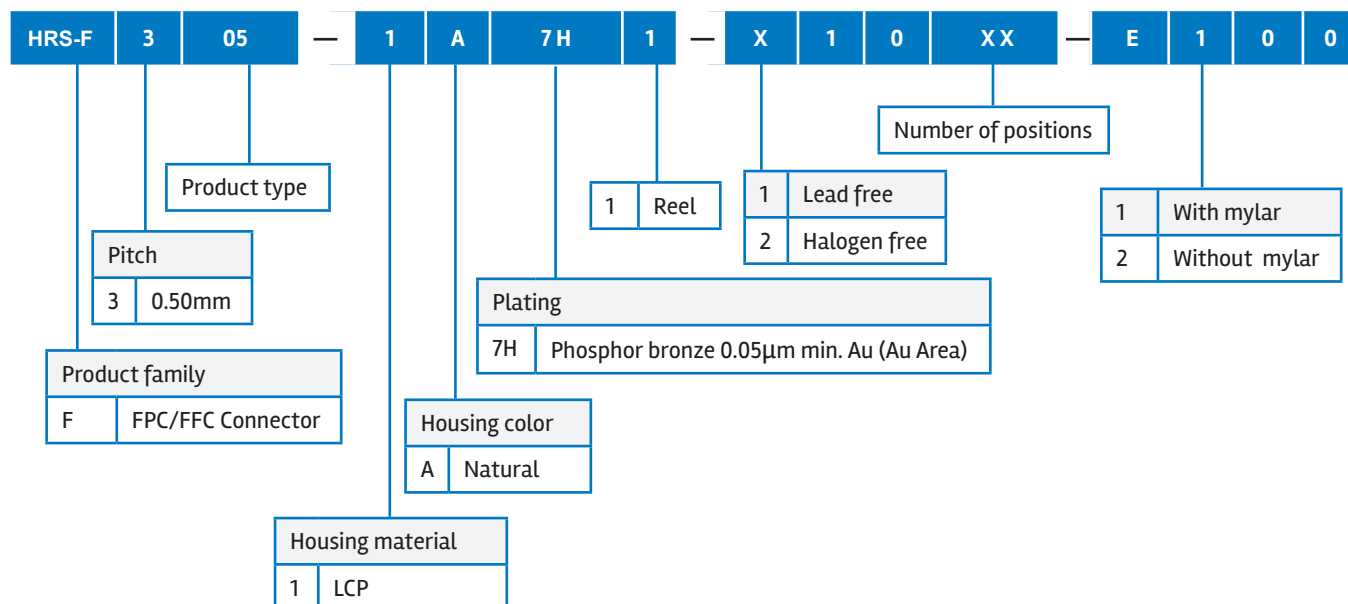 HRS-F 3 05 — 1 A 7H 1 — X 1 0 XX — E 1 0 0
Number of positions
Product type
1 Reel
1 Lead free
2 Halogen free
1 With mylar
2 Without mylar
Pitch
3 0.50mm
Plating
7H Phosphor bronze 0.05µm min. Au (Au Area)
Product family
F FPC/FFC Connector
Housing color
A Natural
Housing material
1 LCP